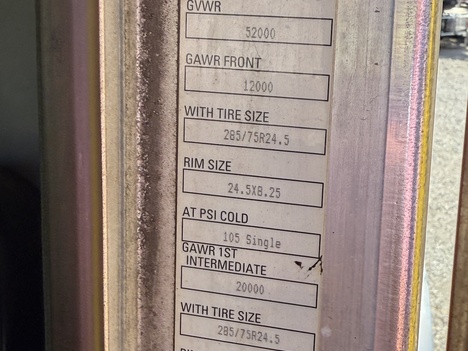 GVWR
52000
GAWR FRONT
12000
WITH TIRE SIZE
285/75R24.5
RIM SIZE
24.5X8.25
AT PSI COLD
105 Single
GAWR 1ST
INTERMEDIATE
20000
WITH TIRE SIZE
285/75R24.5